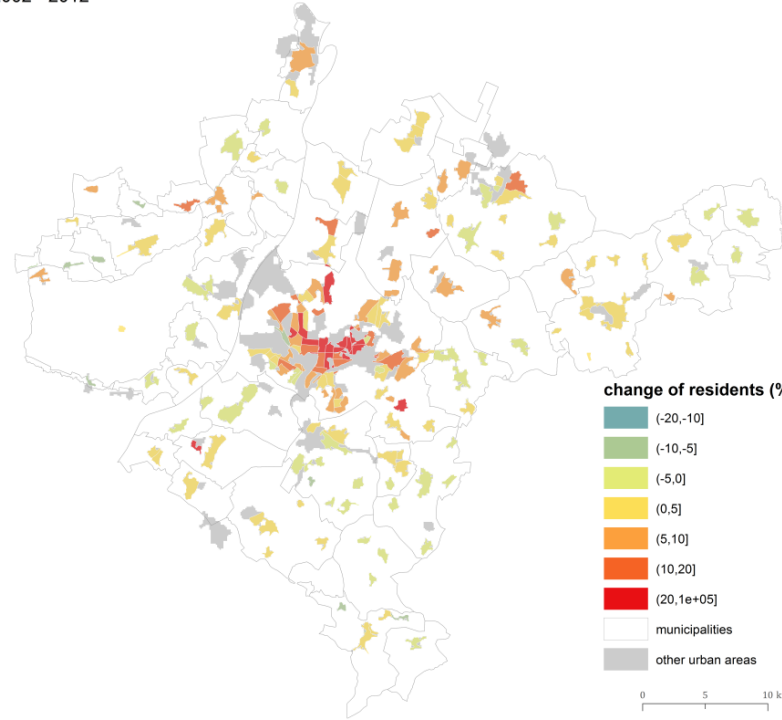 change of residents (%
(-20,-10]
(-10,-5]
(-5,0]
(0,5]
(5,10]
(10,20]
(20,1e+05]
municipalities
other urban areas
0 5 10 k